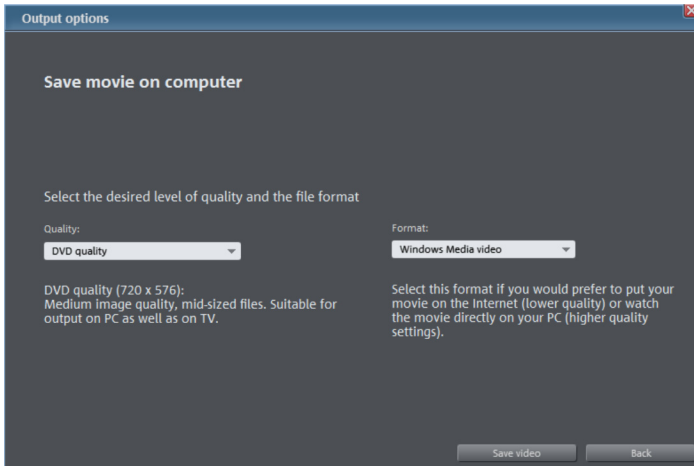 Output options
Save movie on computer
Select the desired level of quality and the file format
Quality:
DVD quality
DVD quality (720 x 576):
Medium image quality, mid-sized files. Suitable for
output on PC as well as on TV.
Format:
Windows Media video
Select this format if you would prefer to put your
movie on the Internet (lower quality) or watch
the movie directly on your PC (higher quality
settings).
Save video
Back